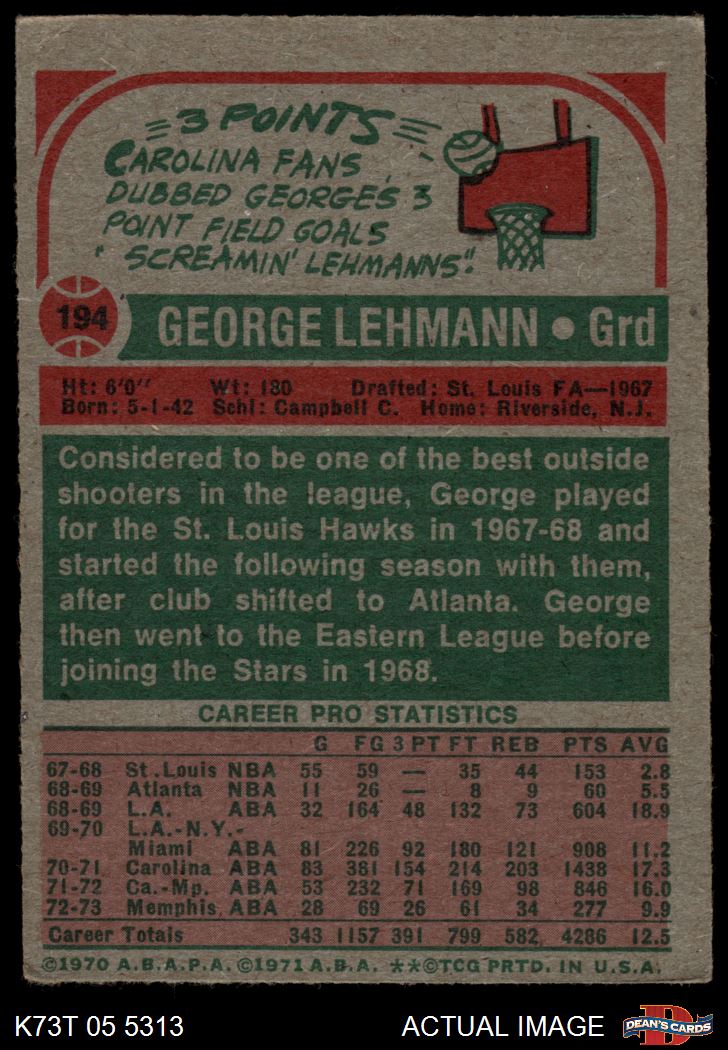 3 POINTS
CAROLINA FANS
DUBBED GEORGE'S 3
POINT FIELD GOALS
"SCREAMIN' LEHMANNS."
194
GEORGE LEHMANN • Grd
Ht: 6'0" Wt: 180 Drafted: St. Louis FA—1967
Born: 5-1-42 Schl: Campbell C. Home: Riverside, N.J.
Considered to be one of the best outside
shooters in the league, George played
for the St. Louis Hawks in 1967-68 and
started the following season with them,
after club shifted to Atlanta. George
then went to the Eastern League before
joining the Stars in 1968.
CAREER PRO STATISTICS
G FG 3 PT FT REB PTS AVG
67-68 St. Louis NBA 55 59 — 35 44 153 2.8
68-69 Atlanta NBA 11 26 — 8 9 60 5.5
68-69 L.A. ABA 32 164 48 132 73 604 18.9
69-70 L.A.-N.Y.-
Miami ABA 81 226 92 180 121 908 11.2
70-71 Carolina ABA 83 381 154 214 203 1438 17.3
71-72 Ca.-Mp. ABA 53 232 71 169 98 846 16.0
72-73 Memphis ABA 28 69 26 61 34 277 9.9
Career Totals 343 1157 391 799 582 4286 12.5
©1970 A.B.A.P.A. ©1971 A.B.A. **©TCG PRTD. IN U.S.A.
K73T 05 5313 ACTUAL IMAGE
D
DEAN'S CARDS